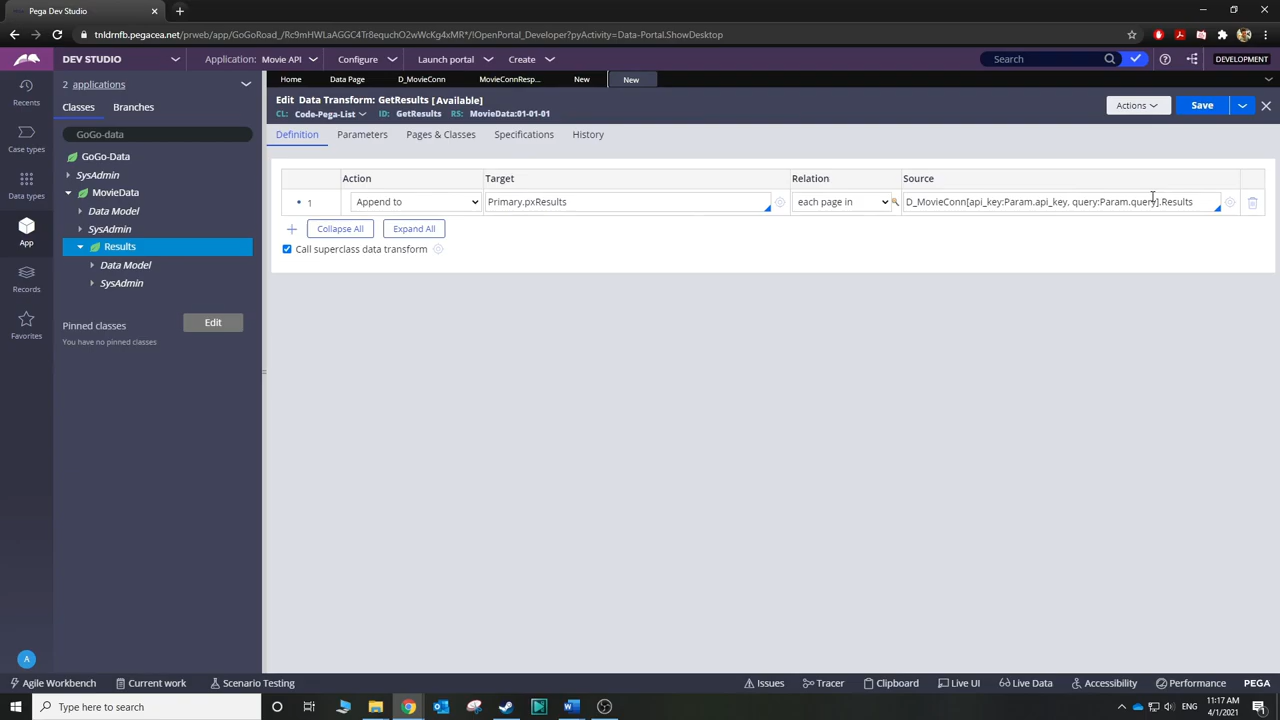 Pega Dev Studio
tnldrnfb.pegacea.net/prweb/app/GoGoRoad_/Rc9mHWLaAGGC4Tr8equchO2wWcKg4xMR*/!OpenPortal_Developer?pyActivity=Data-Portal.ShowDesktop
DEV STUDIO
Application: Movie API
Configure
Launch portal
Create
Search
DEVELOPMENT
2 applications
Home
Data Page
D_MovieConn
MovieConnResp...
New
New
Recents
Case types
Data types
App
Records
Favorites
Classes
Branches
GoGo-data
GoGo-Data
SysAdmin
MovieData
Data Model
SysAdmin
Results
Data Model
SysAdmin
Pinned classes
Edit
You have no pinned classes
Edit Data Transform: GetResults [Available]
CL: Code-Pega-List ID: GetResults RS: MovieData:01-01-01
Actions
Save
Definition
Parameters
Pages & Classes
Specifications
History
Action
Target
Relation
Source
1
Append to
Primary.pxResults
each page in
D_MovieConn[api_key:Param.api_key, query:Param.query].Results
Collapse All
Expand All
Call superclass data transform
A
Agile Workbench
Current work
Scenario Testing
Issues
Tracer
Clipboard
Live UI
Live Data
Accessibility
Performance
PEGA
Type here to search
ENG
11:17 AM
4/1/2021